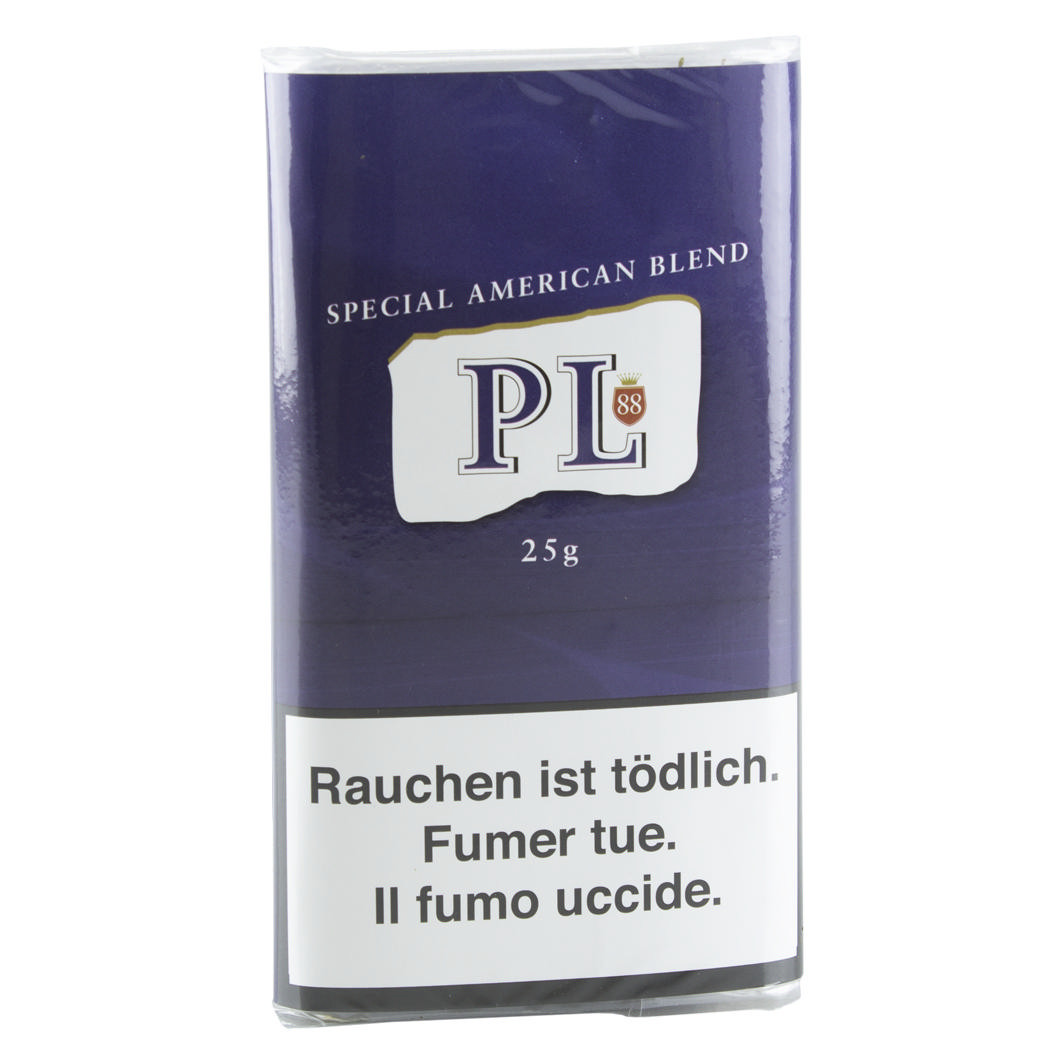 SPECIAL AMERICAN BLEND
PL
88
25g
Rauchen ist tödlich.
Fumer tue.
Il fumo uccide.